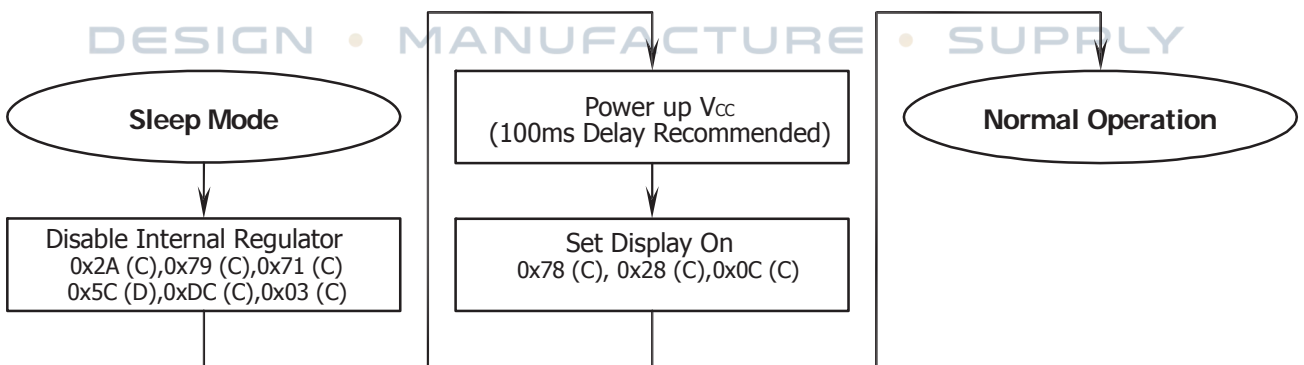 DESIGN • MANUFACTURE • SUPPLY
Sleep Mode
Disable Internal Regulator
0x2A (C),0x79 (C),0x71 (C)
0x5C (D),0xDC (C),0x03 (C)
Power up Vcc
(100ms Delay Recommended)
Set Display On
0x78 (C), 0x28 (C),0x0C (C)
Normal Operation